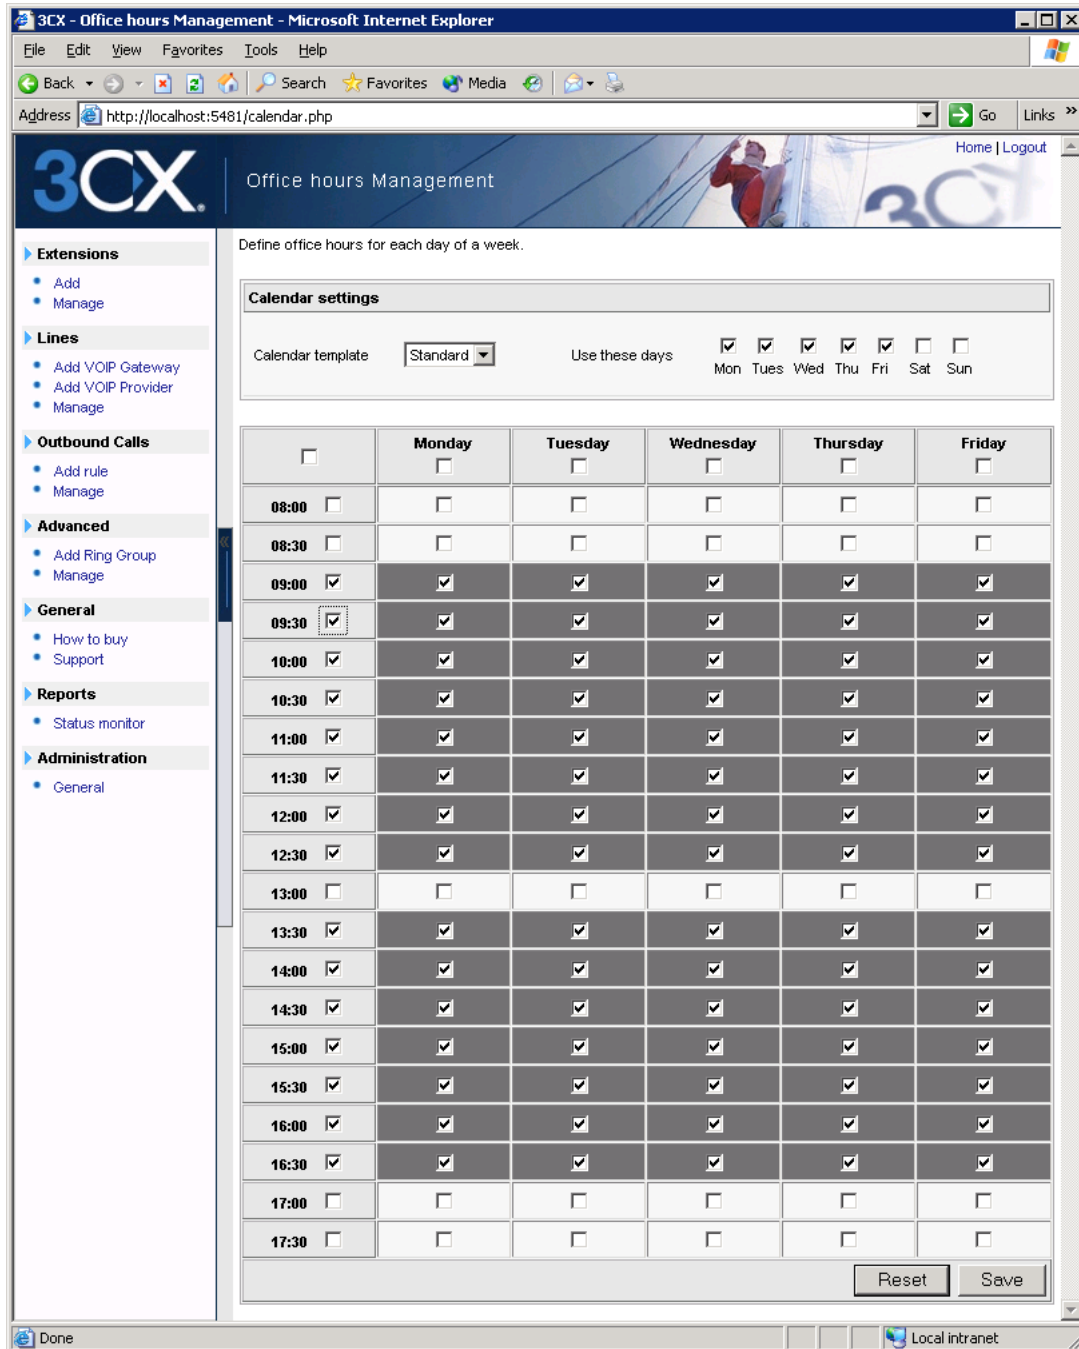 3CX - Office hours Management - Microsoft Internet Explorer
File Edit View Favorites Tools Help
Back Search Favorites Media
Address http://localhost:5481/calendar.php Go Links »
3CX® Office hours Management Home | Logout
3CX
Define office hours for each day of a week.
Extensions
Add
Manage
Lines
Add VOIP Gateway
Add VOIP Provider
Manage
Outbound Calls
Add rule
Manage
Advanced
Add Ring Group
Manage
General
How to buy
Support
Reports
Status monitor
Administration
General
Calendar settings
Calendar template Standard Use these days Mon Tues Wed Thu Fri Sat Sun
Monday Tuesday Wednesday Thursday Friday
08:00
08:30
09:00
09:30
10:00
10:30
11:00
11:30
12:00
12:30
13:00
13:30
14:00
14:30
15:00
15:30
16:00
16:30
17:00
17:30
Reset Save
Done Local intranet